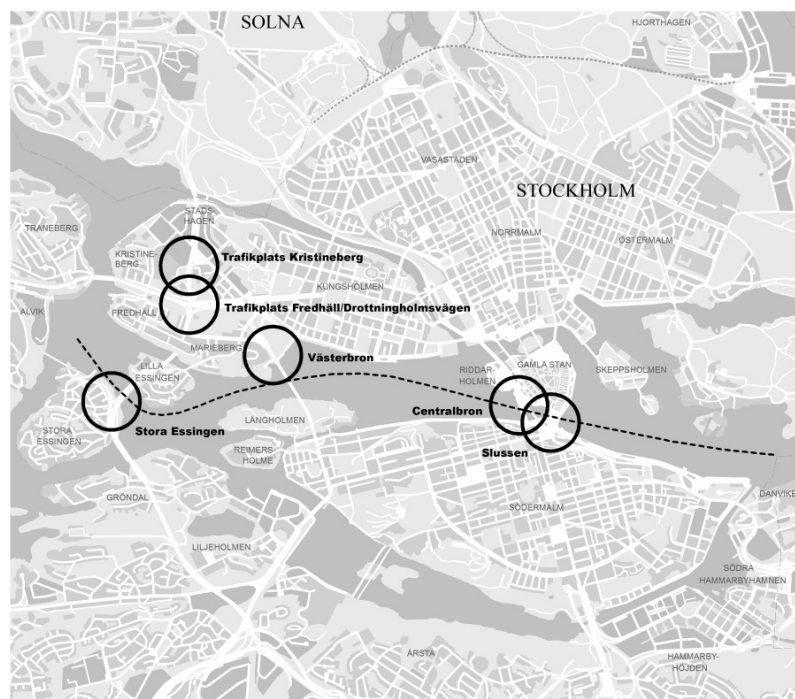 SOLNA
HJORTHAGEN
VASASTADEN
STOCKHOLM
STADS-
HAGEN
TRANEBERG
NORRMALM
ÖSTERMALM
KRISTINE-
BERG
Trafikplats Kristineberg
KUNGSHOLMEN
ALVIK
FREDHÄLL
Trafikplats Fredhäll/Drottningholmsvägen
MARIEBERG
Västerbron
LILLA
ESSINGEN
RIDDAR-
HOLMEN
GAMLA STAN
SKEPPSHOLMEN
Centralbron
STORA
ESSINGEN
Stora Essingen
LÅNGHOLMEN
REIMERS
HOLME
Slussen
GRÖNDAL
SÖDERMALM
DANVIKE
LILJEHOLMEN
SÖDRA
HAMMARBYHAMNEN
ÅRSTA
HAMMARBY-
HÖJDEN